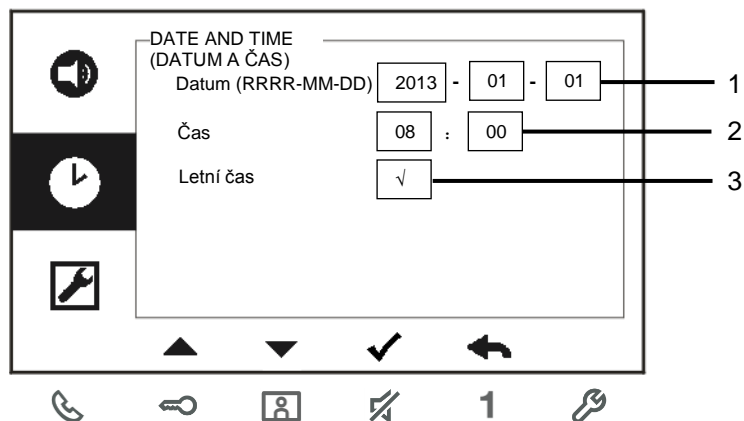 DATE AND TIME
(DATUM A ČAS)
Datum (RRRR-MM-DD) 2013 - 01 - 01 1
Čas 08 : 00 2
Letní čas √ 3
1